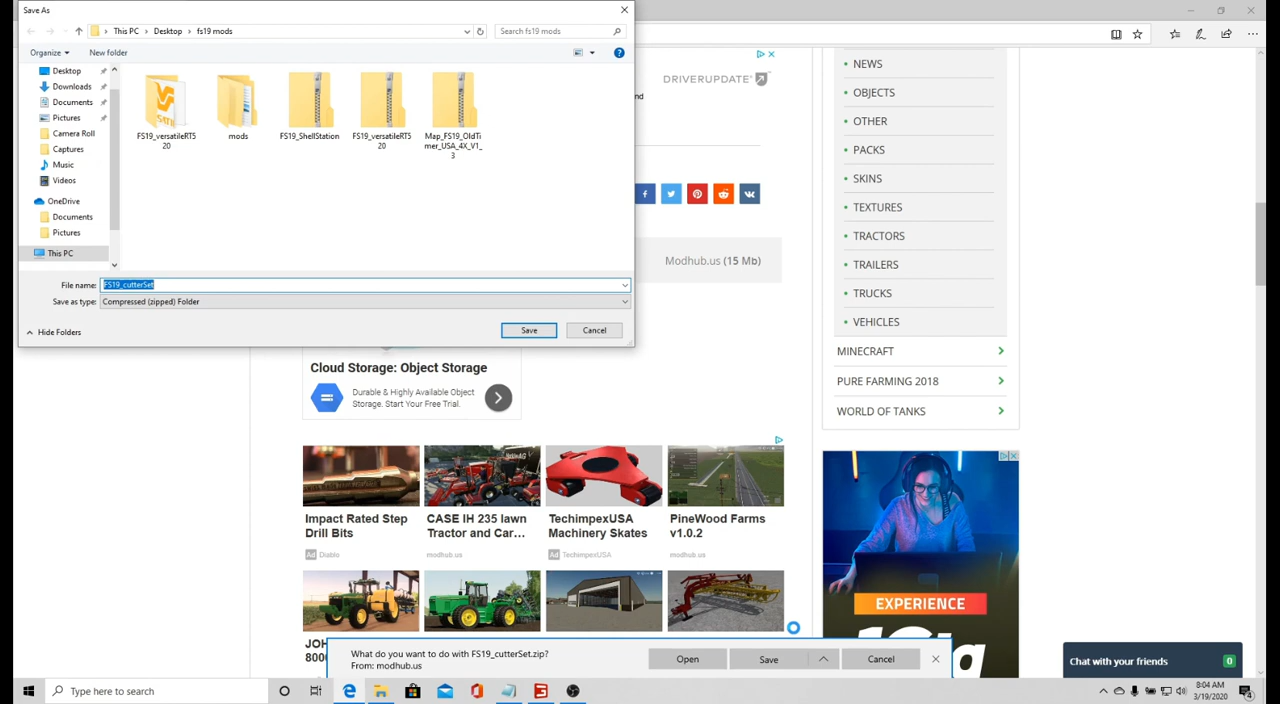 Save As
This PC > Desktop > fs19 mods
Search fs19 mods
Organize
New folder
Desktop
Downloads
Documents
Pictures
Camera Roll
Captures
Music
Videos
OneDrive
Documents
Pictures
This PC
FS19_versatileRT5
20
mods
FS19_ShellStation
FS19_versatileRT5
20
Map_FS19_OldTi
mer_USA_4X_V1_
3
File name:
FS19_cutterSet
Save as type:
Compressed (zipped) Folder
Hide Folders
Save
Cancel
DRIVERUPDATE
nd
Modhub.us (15 Mb)
NEWS
OBJECTS
OTHER
PACKS
SKINS
TEXTURES
TRACTORS
TRAILERS
TRUCKS
VEHICLES
MINECRAFT
PURE FARMING 2018
WORLD OF TANKS
Cloud Storage: Object Storage
Durable & Highly Available Object
Storage. Start Your Free Trial.
Impact Rated Step
Drill Bits
Ad Diablo
CASE IH 235 lawn
Tractor and Car…
modhub.us
TechimpexUSA
Machinery Skates
Ad TechimpexUSA
PineWood Farms
v1.0.2
modhub.us
JOH
800
EXPERIENCE
1Gig
What do you want to do with FS19_cutterSet.zip?
From: modhub.us
Open
Save
Cancel
Chat with your friends
0
Type here to search
8:04 AM
3/19/2020
4